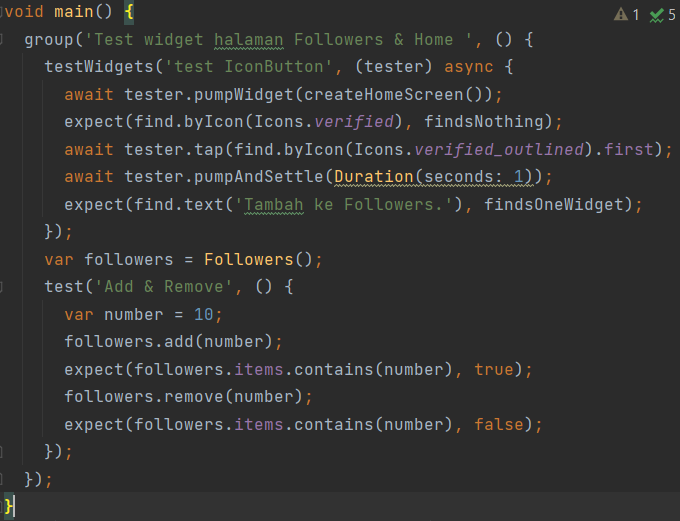 void main() {
1 5
group('Test widget halaman Followers & Home ', () {
testWidgets('test IconButton', (tester) async {
await tester.pumpWidget(createHomeScreen());
expect(find.byIcon(Icons.verified), findsNothing);
await tester.tap(find.byIcon(Icons.verified_outlined).first);
await tester.pumpAndSettle(Duration(seconds: 1));
expect(find.text('Tambah ke Followers.'), findsOneWidget);
});
var followers = Followers();
test('Add & Remove', () {
var number = 10;
followers.add(number);
expect(followers.items.contains(number), true);
followers.remove(number);
expect(followers.items.contains(number), false);
});
});
}